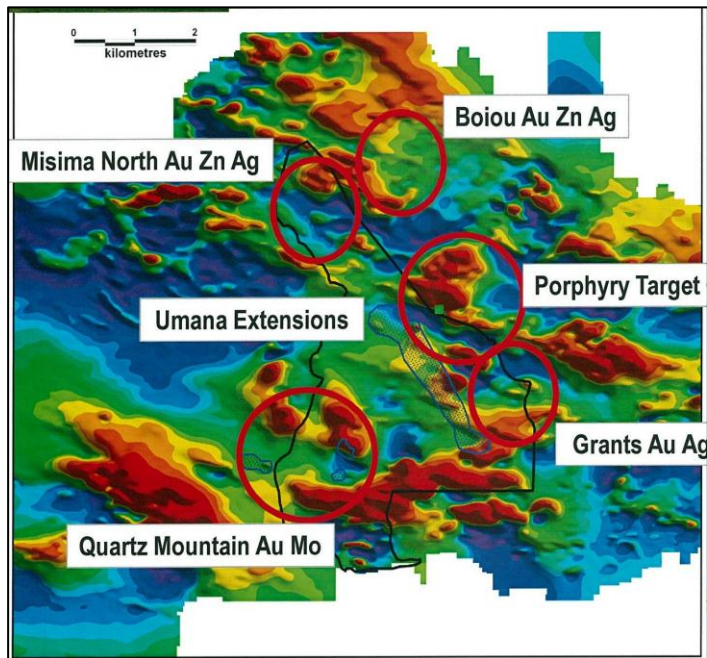 0 1 2
kilometres
Boiou Au Zn Ag
Misima North Au Zn Ag
Porphyry Target
Umana Extensions
Grants Au Ag
Quartz Mountain Au Mo